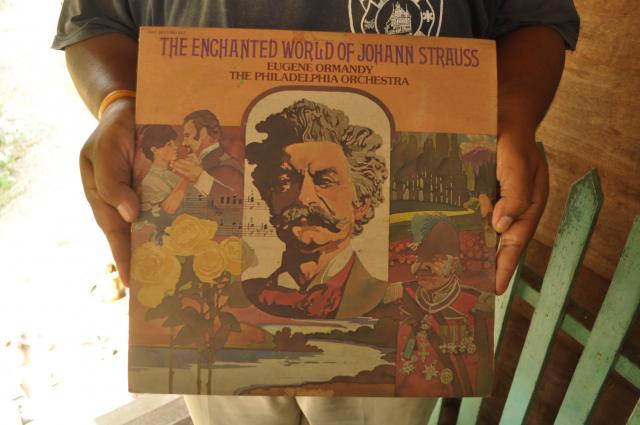 THE ENCHANTED WORLD OF JOHANN STRAUSS
EUGENE ORMANDY
THE PHILADELPHIA ORCHESTRA